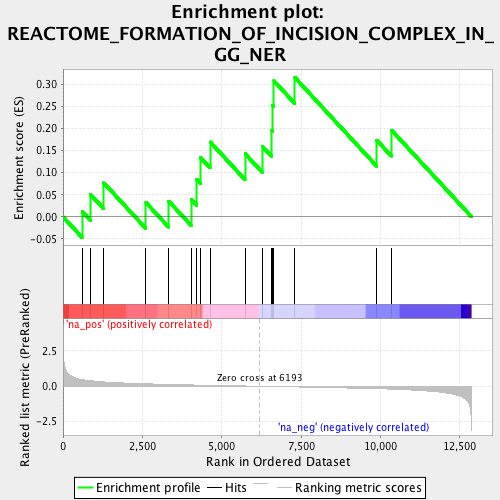 Enrichment plot:
REACTOME_FORMATION_OF_INCISION_COMPLEX_IN_
GG_NER
Enrichment score (ES)
0.30
0.25
0.20
0.15
0.10
0.05
0.00
-0.05
'na_pos' (positively correlated)
Ranked list metric (PreRanked)
2.5
0.0
-2.5
Zero cross at 6193
'na_neg' (negatively correlated)
0
2,500
5,000
7,500
10,000
12,500
Rank in Ordered Dataset
Enrichment profile
Hits
Ranking metric scores